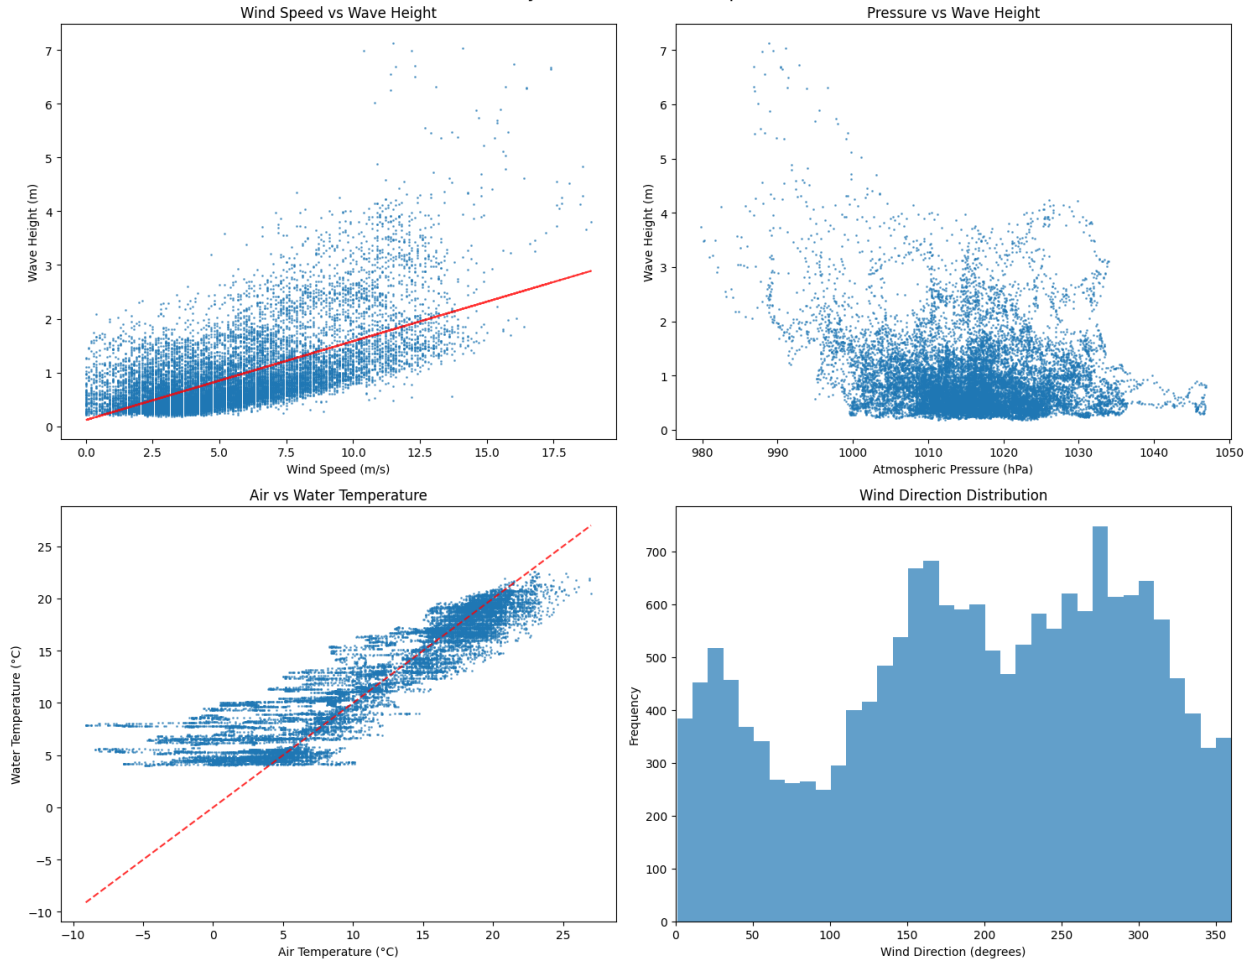 Wind Speed vs Wave Height
7
6
5
4
3
2
1
0
Wave Height (m)
0.0 2.5 5.0 7.5 10.0 12.5 15.0 17.5
Wind Speed (m/s)
Pressure vs Wave Height
7
6
5
4
3
2
1
0
Wave Height (m)
980 990 1000 1010 1020 1030 1040 1050
Atmospheric Pressure (hPa)
Air vs Water Temperature
25
20
15
10
5
0
−5
−10
Water Temperature (°C)
−10 −5 0 5 10 15 20 25
Air Temperature (°C)
Wind Direction Distribution
700
600
500
400
300
200
100
0
Frequency
0 50 100 150 200 250 300 350
Wind Direction (degrees)